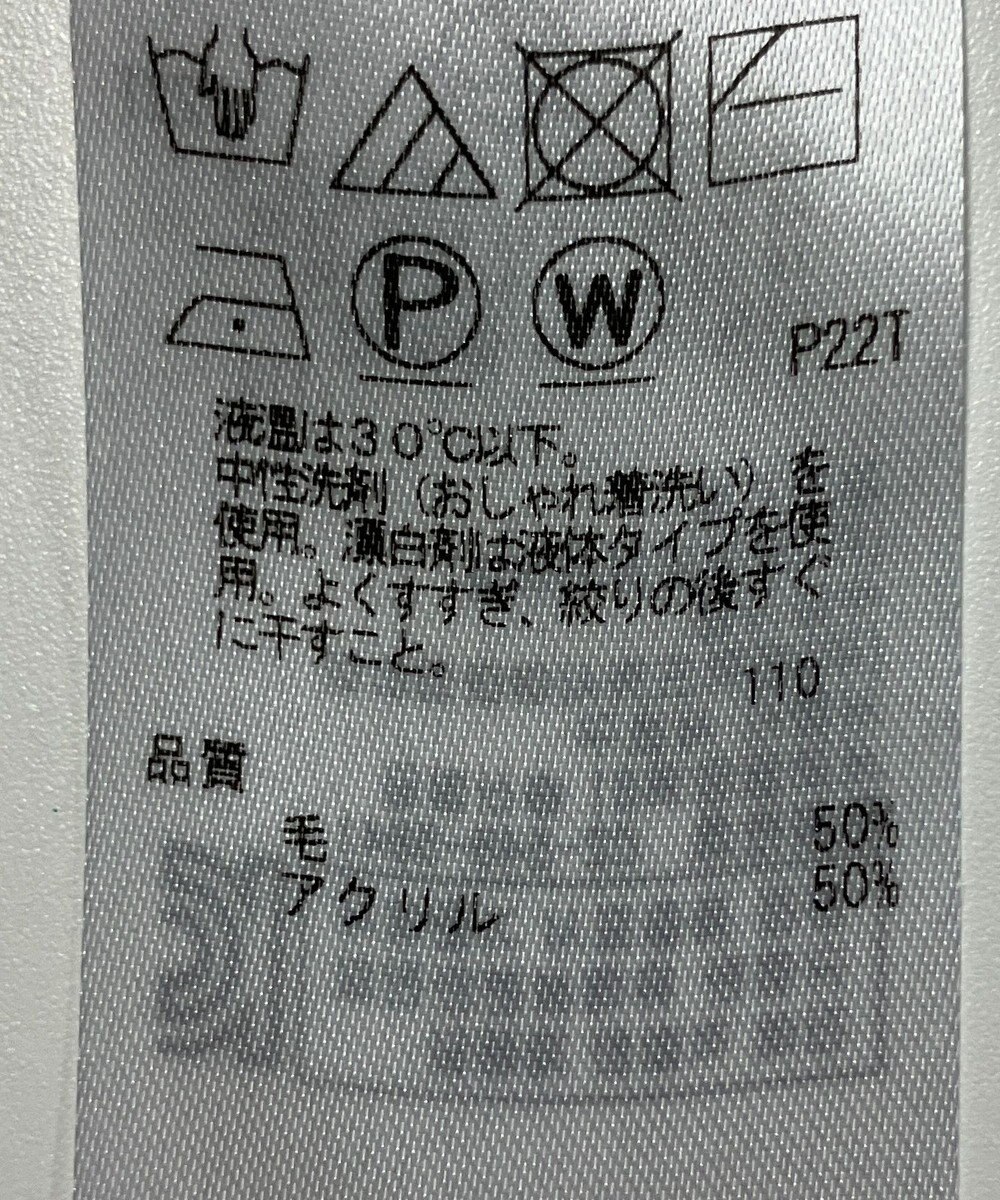 P W
P22T
液温は30℃以下。
中性洗剤（おしゃれ着洗い）を
使用。漂白剤は液体タイプを使
用。よくすすぎ、絞りの後すぐ
に干すこと。
110
品質
毛 50%
アクリル 50%